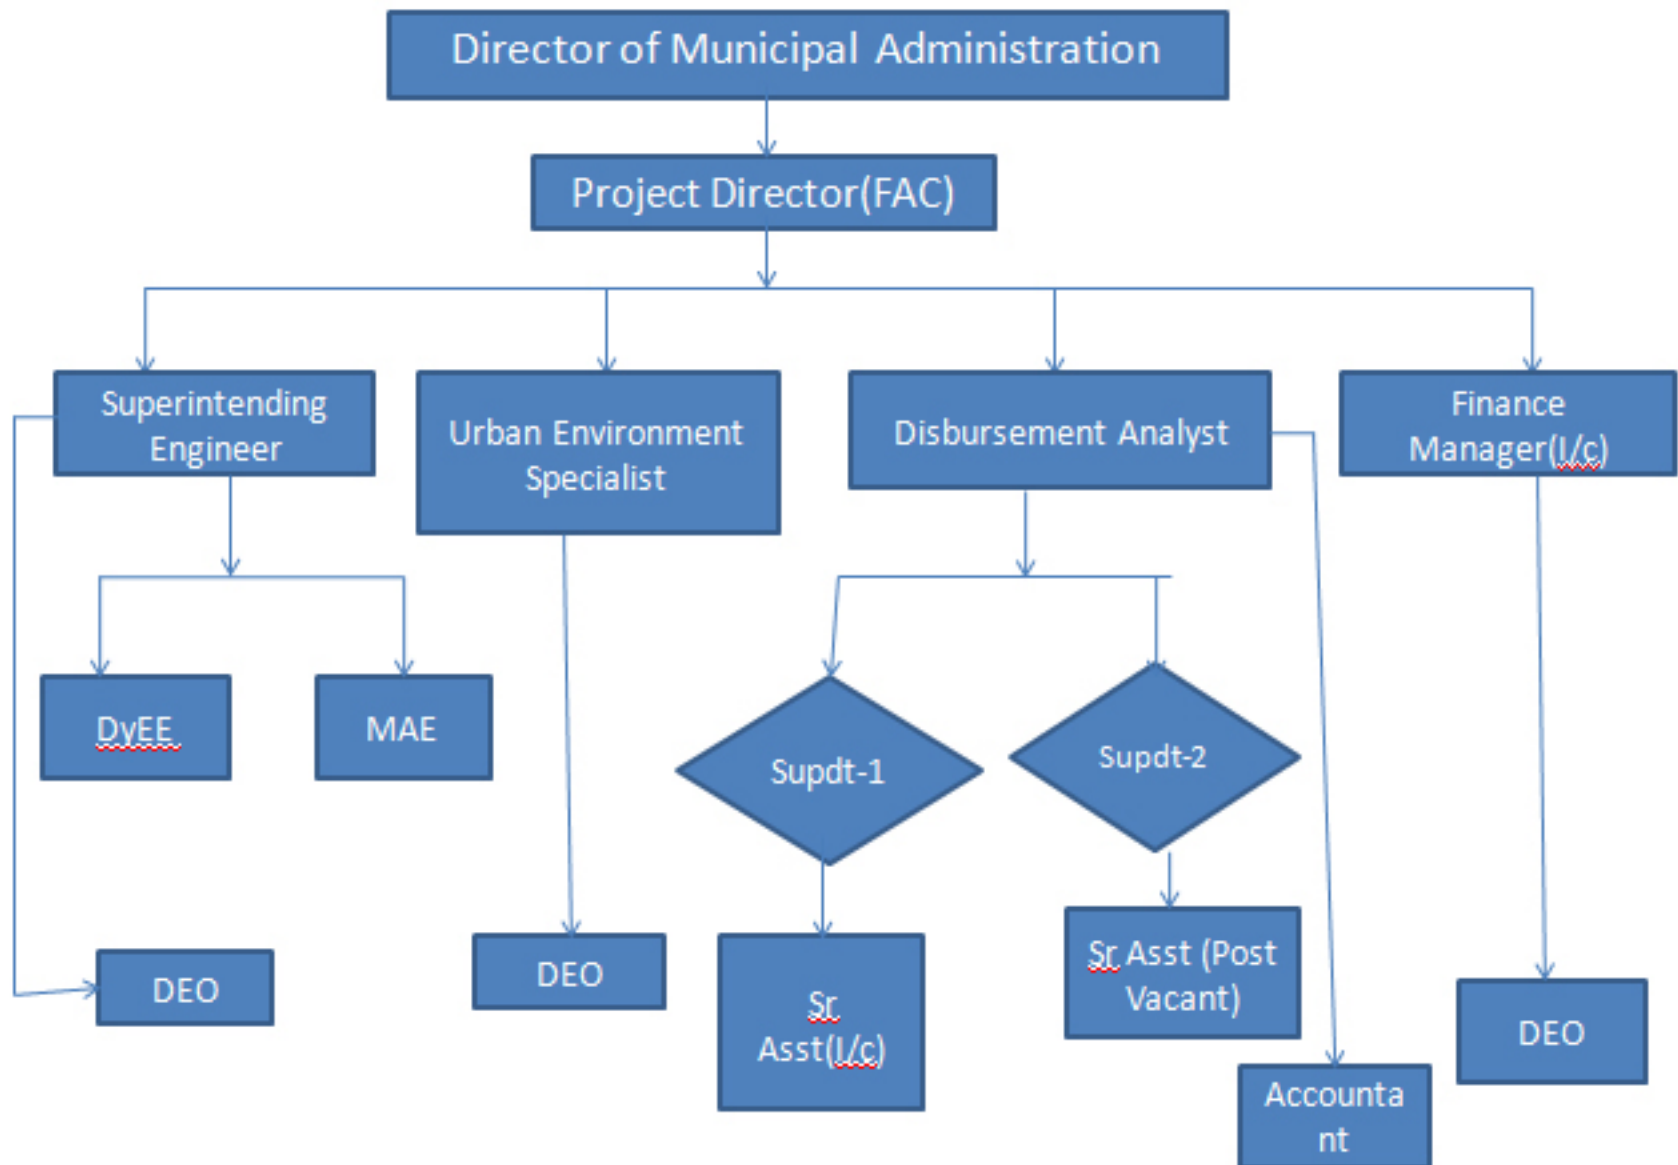 Director of Municipal Administration
Project Director(FAC)
Superintending
Engineer
Urban Environment
Specialist
Disbursement Analyst
Finance
Manager(I/c)
DyEE
MAE
Supdt-1
Supdt-2
DEO
DEO
Sr
Asst(I/c)
Sr Asst (Post
Vacant)
DEO
Accounta
nt